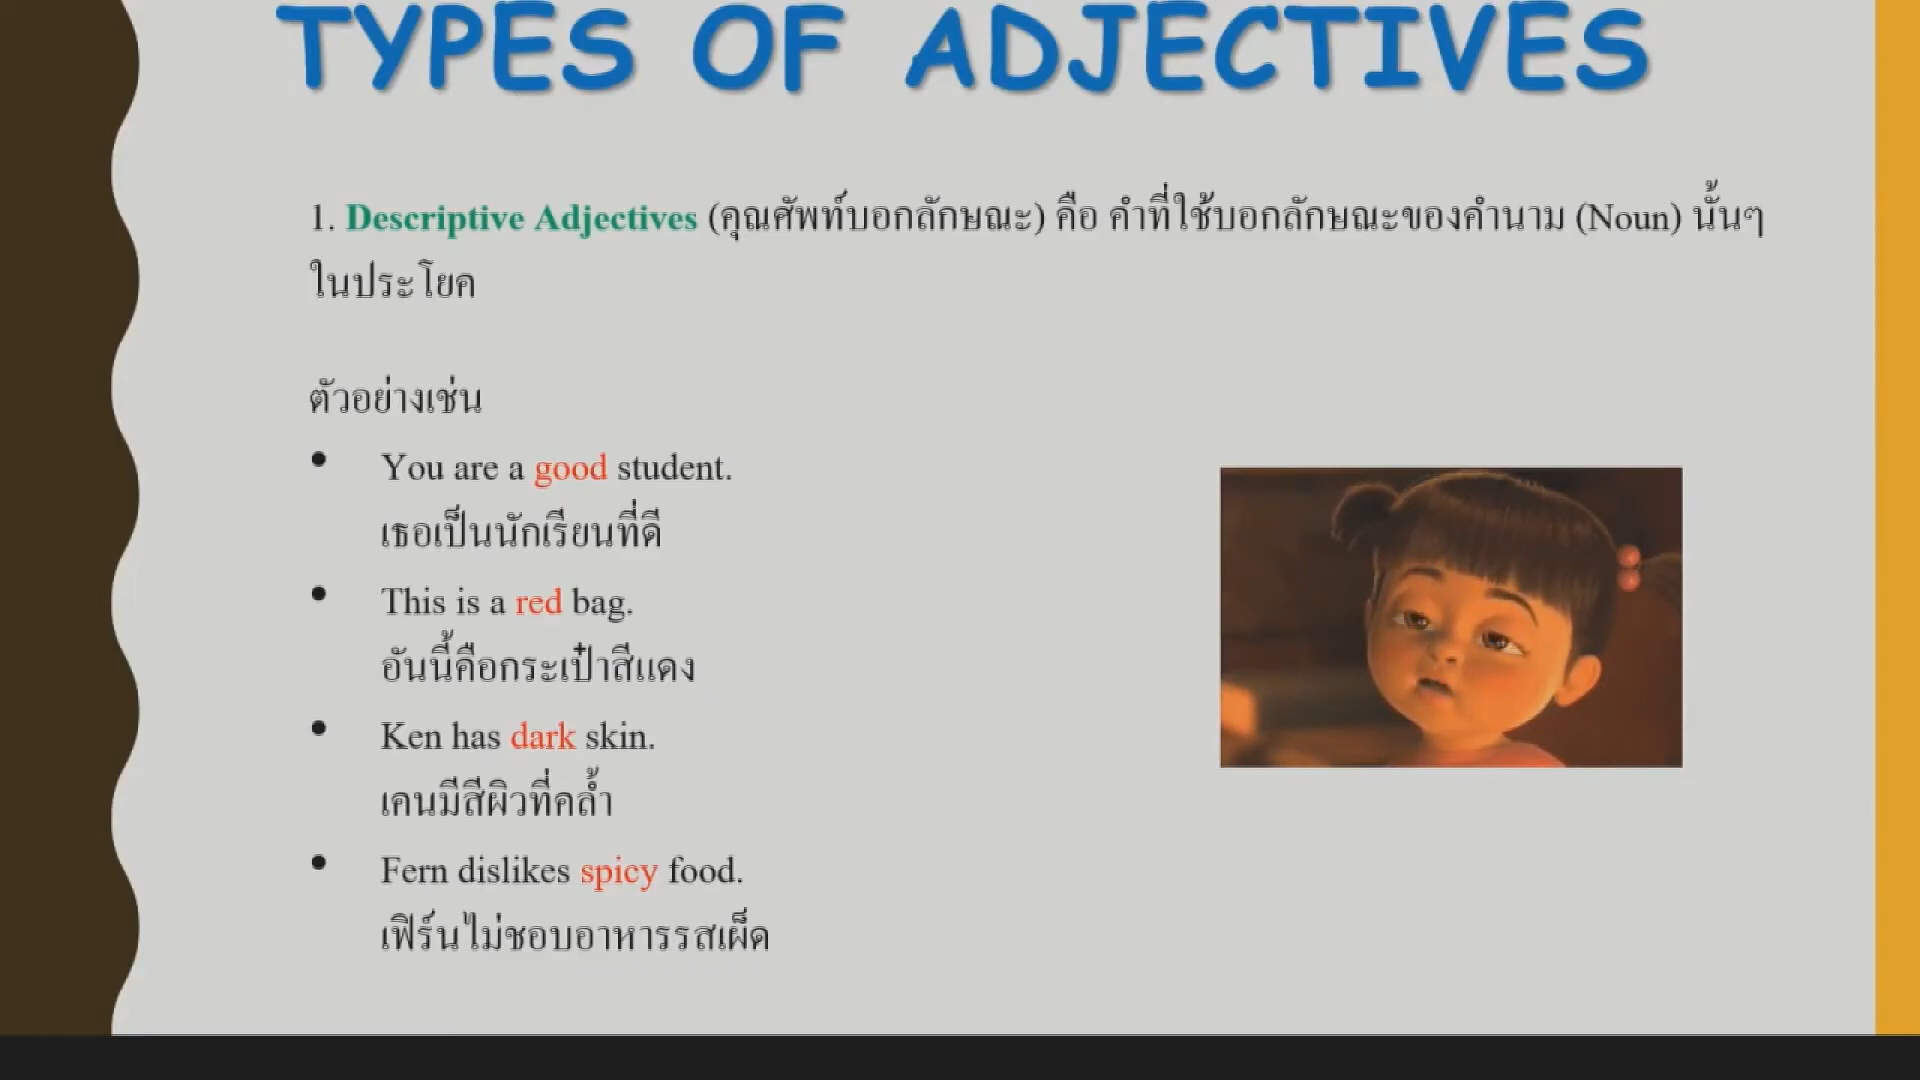 TYPES OF ADJECTIVES
1. Descriptive Adjectives (คุณศัพท์บอกลักษณะ) คือ คำที่ใช้บอกลักษณะของคำนาม (Noun) นั้นๆ
ในประโยค
ตัวอย่างเช่น
• You are a good student.
เธอเป็นนักเรียนที่ดี
• This is a red bag.
อันนี้คือกระเป๋าสีแดง
• Ken has dark skin.
เคนมีสีผิวที่คล้ำ
• Fern dislikes spicy food.
เฟิร์นไม่ชอบอาหารรสเผ็ด